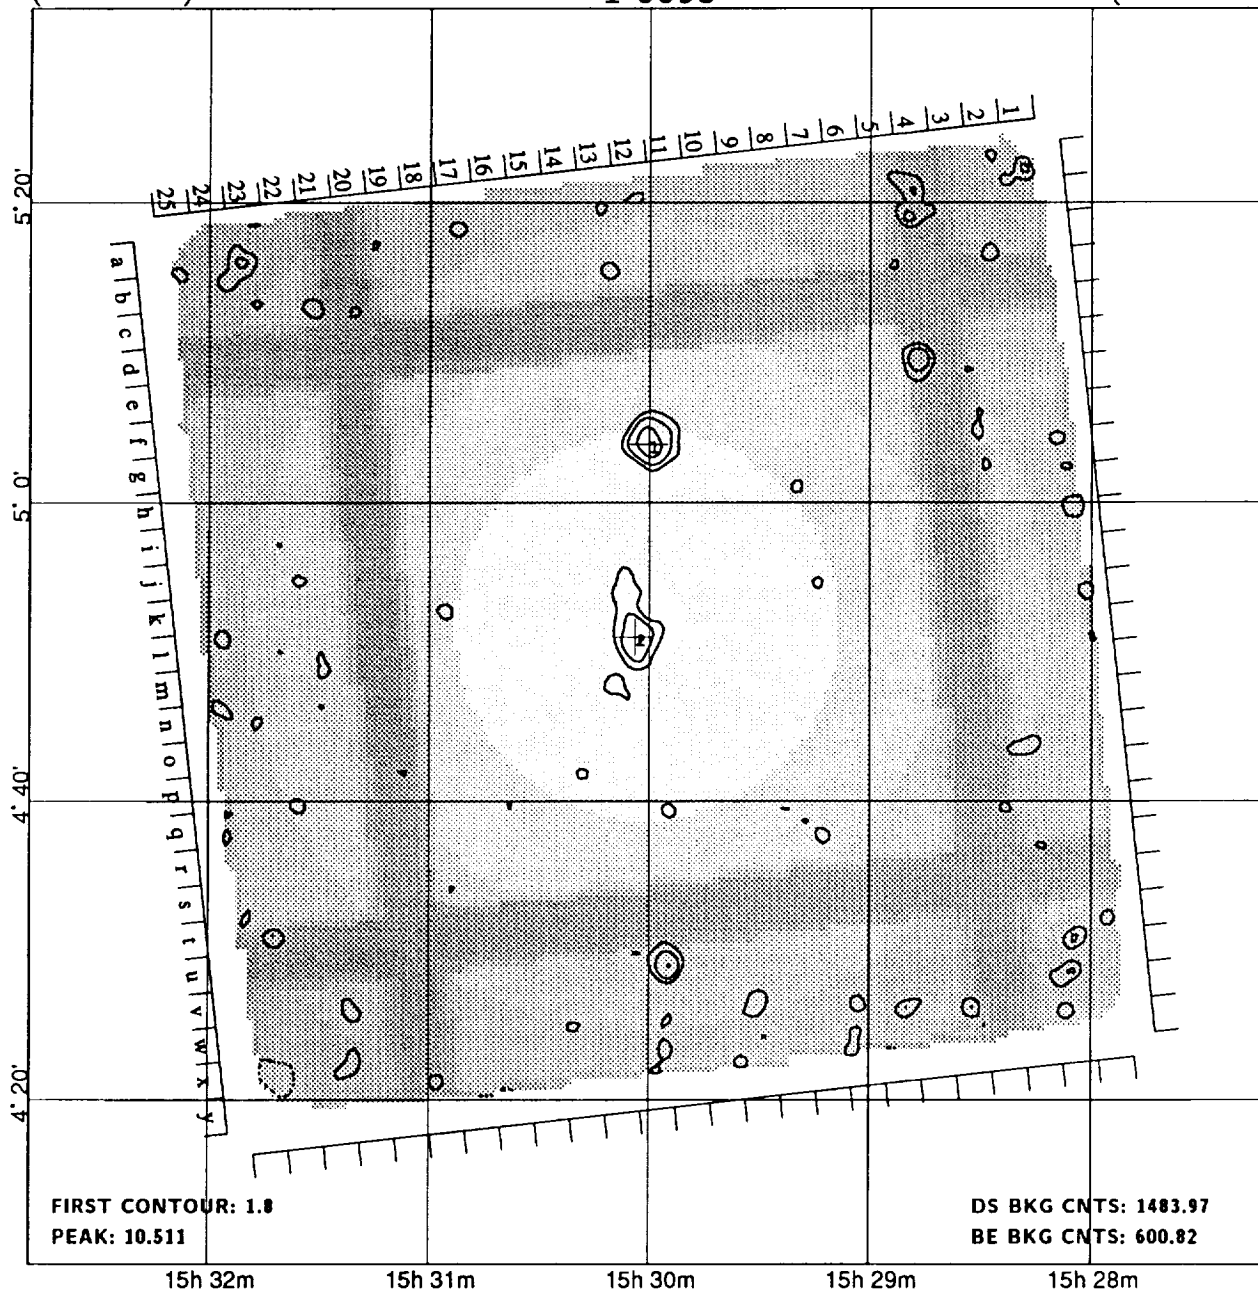 1 2 3 4 5 6 7 8 9 10 11 12 13 14 15 16 17 18 19 20 21 22 23 24 25
a b c d e f g h i j k l m n o p q r s t u v w x y
5° 20'
5° 0'
4° 40'
4° 20'
1
2
FIRST CONTOUR: 1.8
PEAK: 10.511
DS BKG CNTS: 1483.97
BE BKG CNTS: 600.82
15h 32m 15h 31m 15h 30m 15h 29m 15h 28m